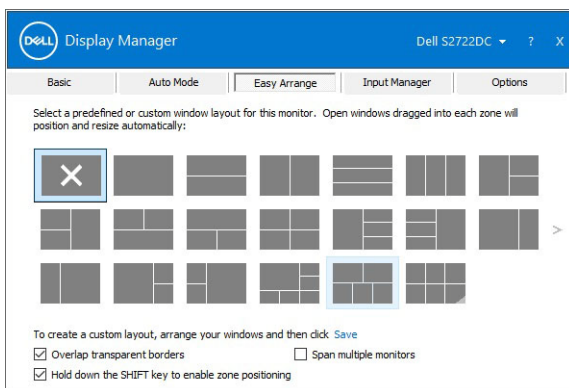 DELL Display Manager Dell S2722DC ? X
Basic Auto Mode Easy Arrange Input Manager Options
Select a predefined or custom window layout for this monitor. Open windows dragged into each zone will
position and resize automatically:
>
To create a custom layout, arrange your windows and then click Save
Overlap transparent borders Span multiple monitors
Hold down the SHIFT key to enable zone positioning